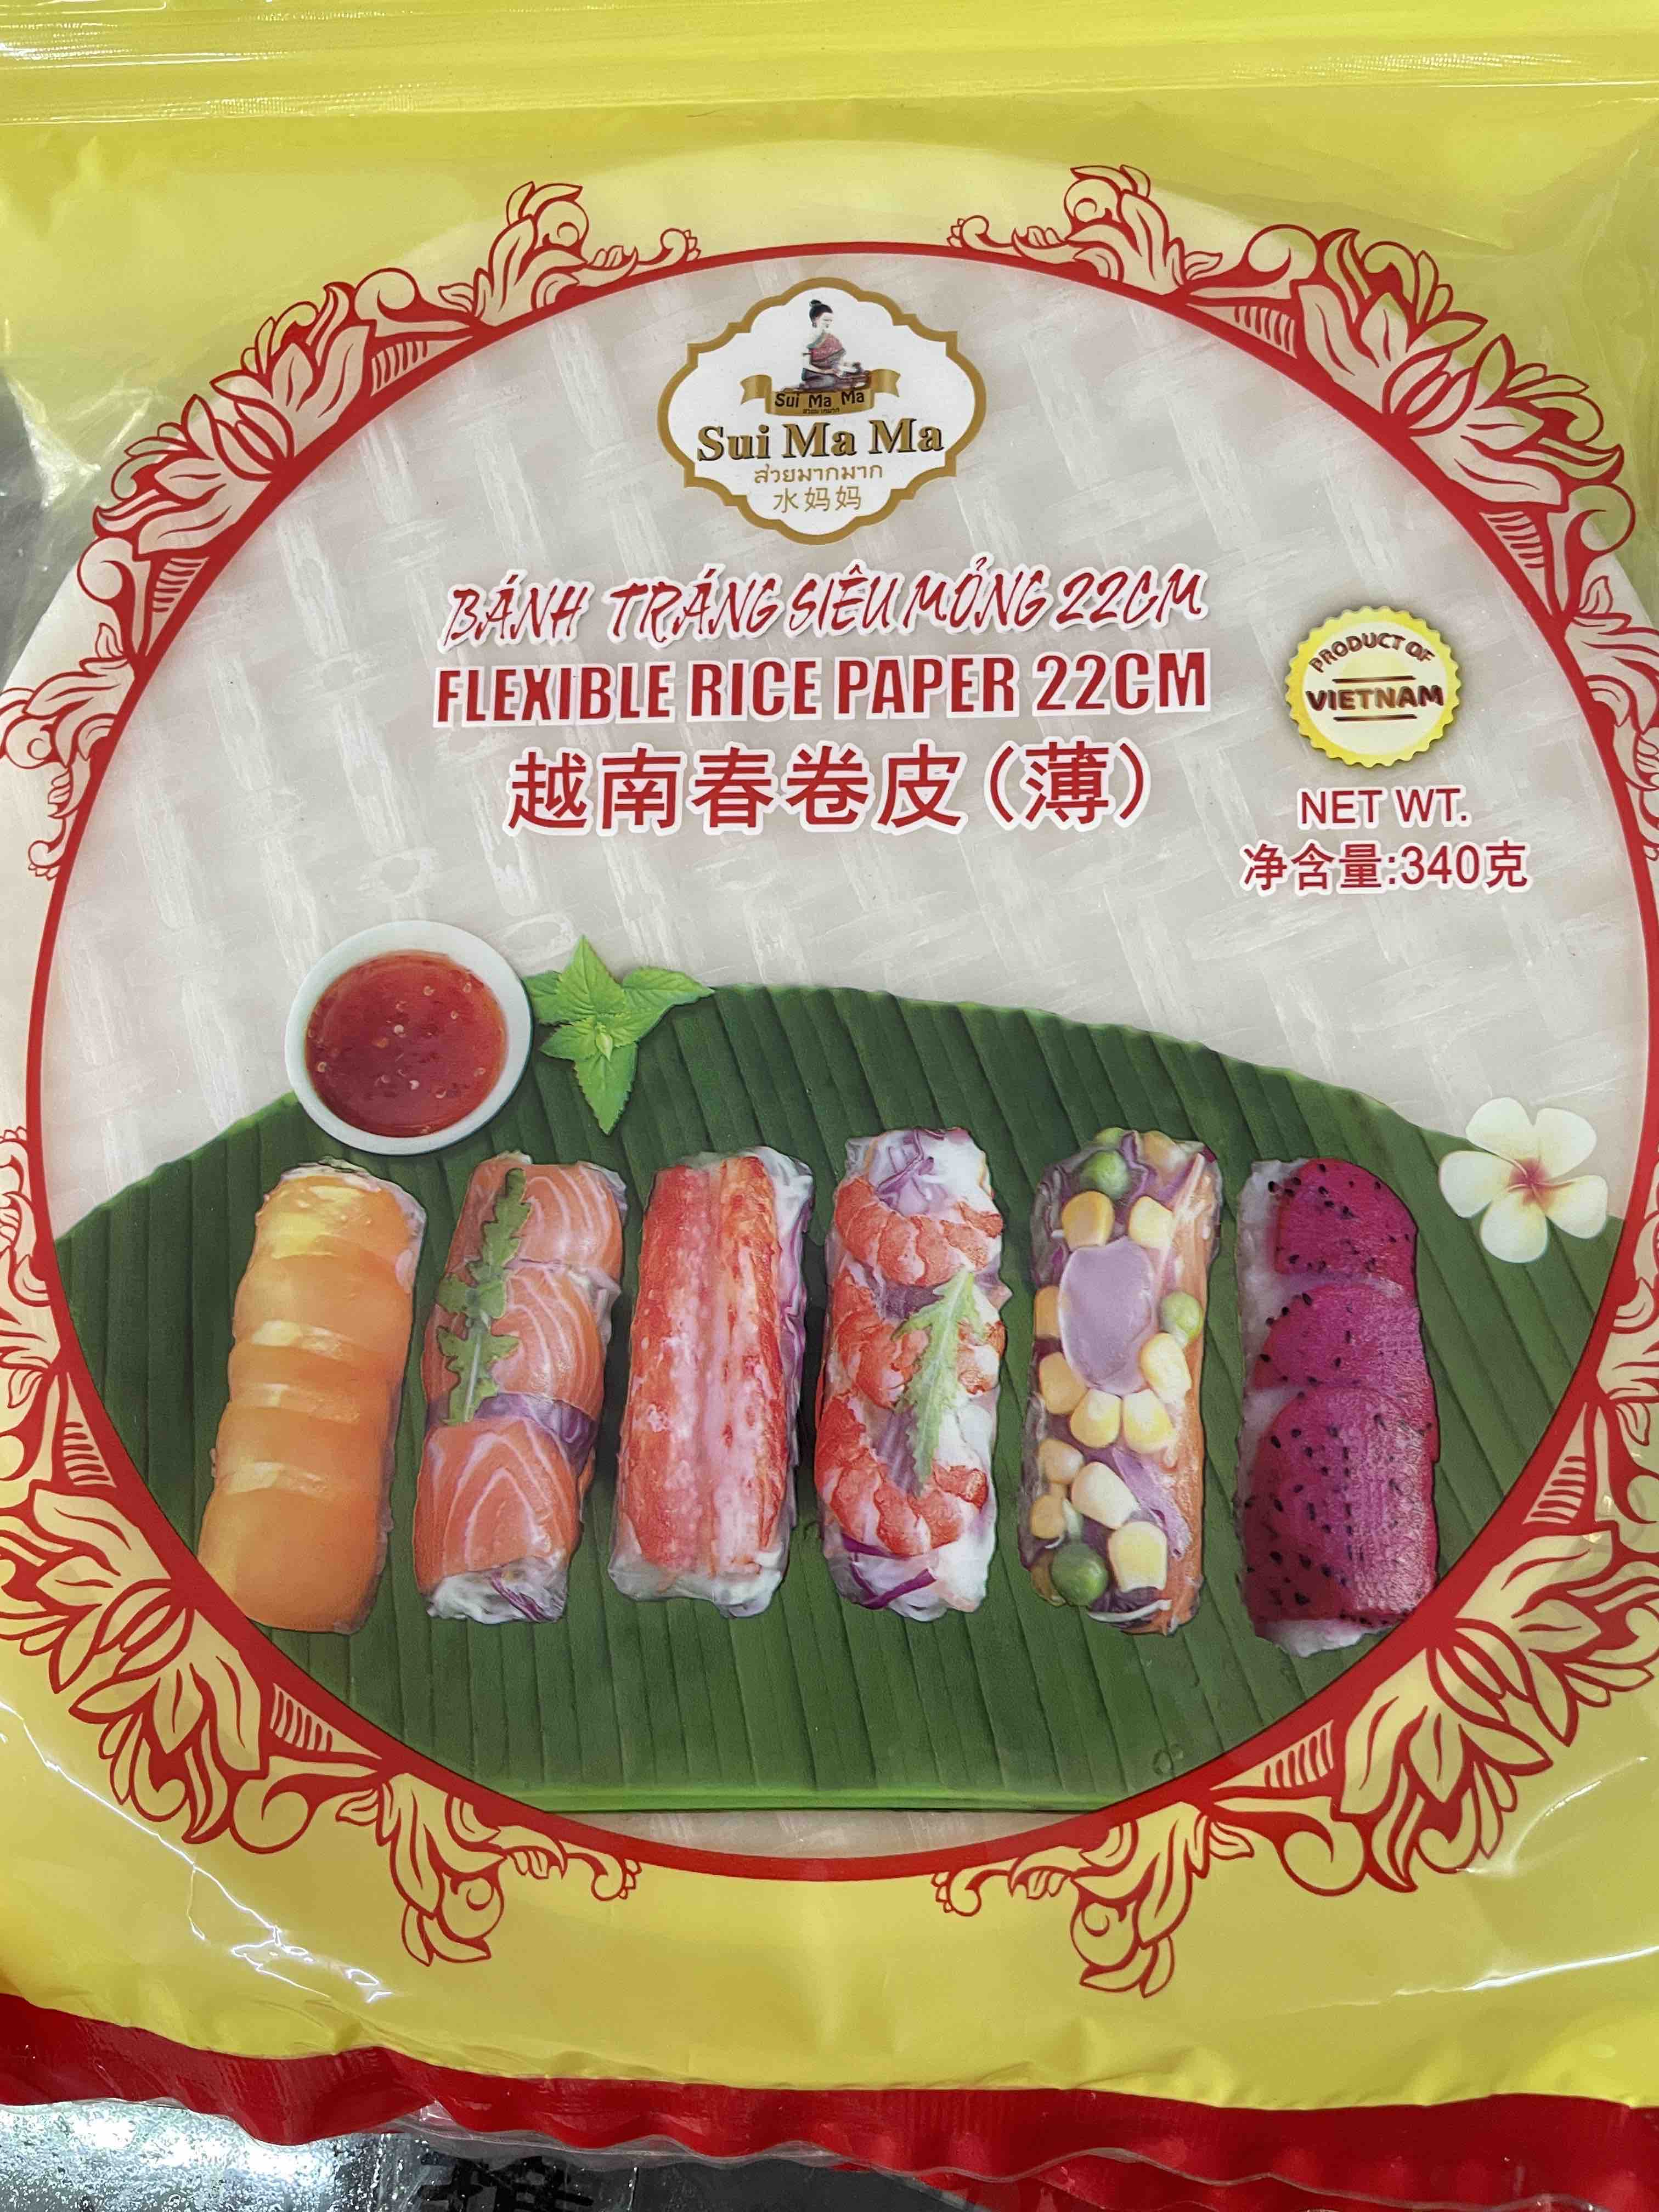 Sui Ma Ma
Sui Ma Ma
สวยมากมาก
水妈妈
BÁNH TRÁNG SIÊU MỎNG 22CM
FLEXIBLE RICE PAPER 22CM
越南春卷皮(薄)
PRODUCT OF
VIETNAM
NET WT.
净含量:340克